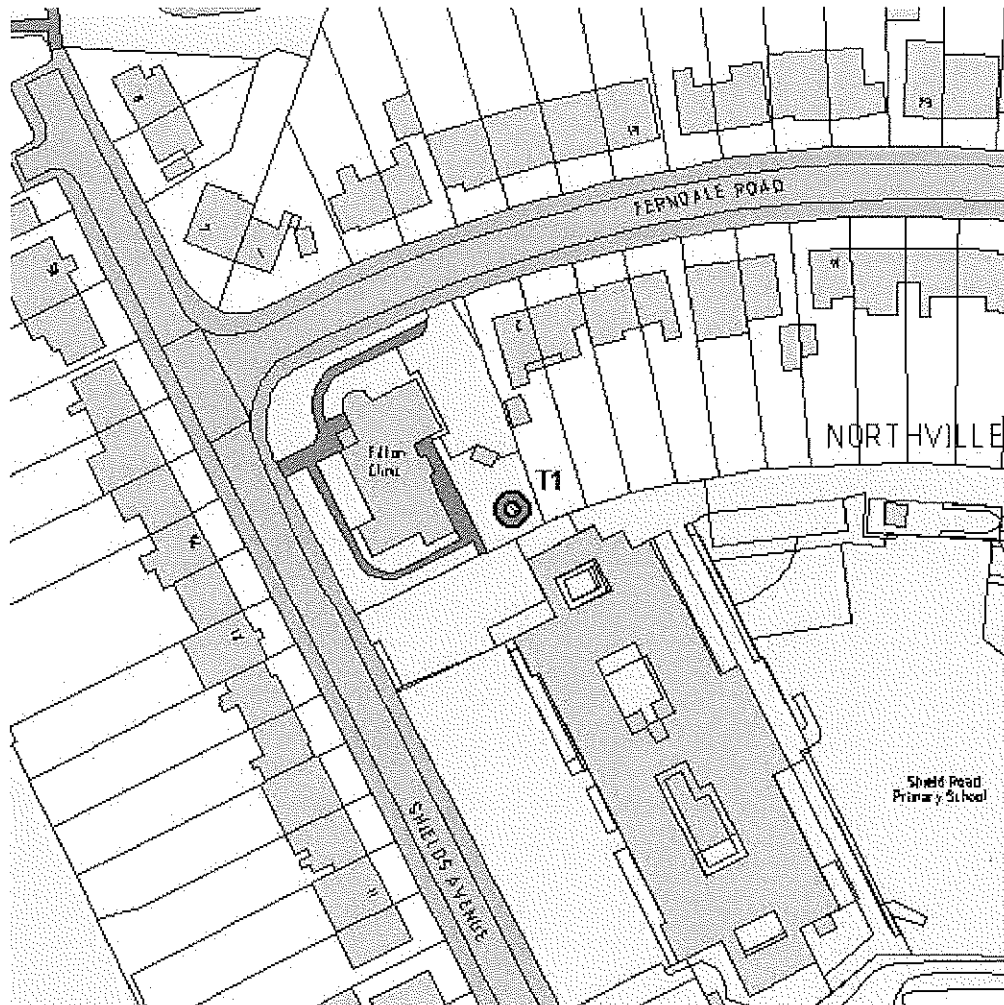 FERNDALE ROAD
NORTHVILLE
Filton
Clinic
T1
Shield Road
Primary School
SHIELDS AVENUE